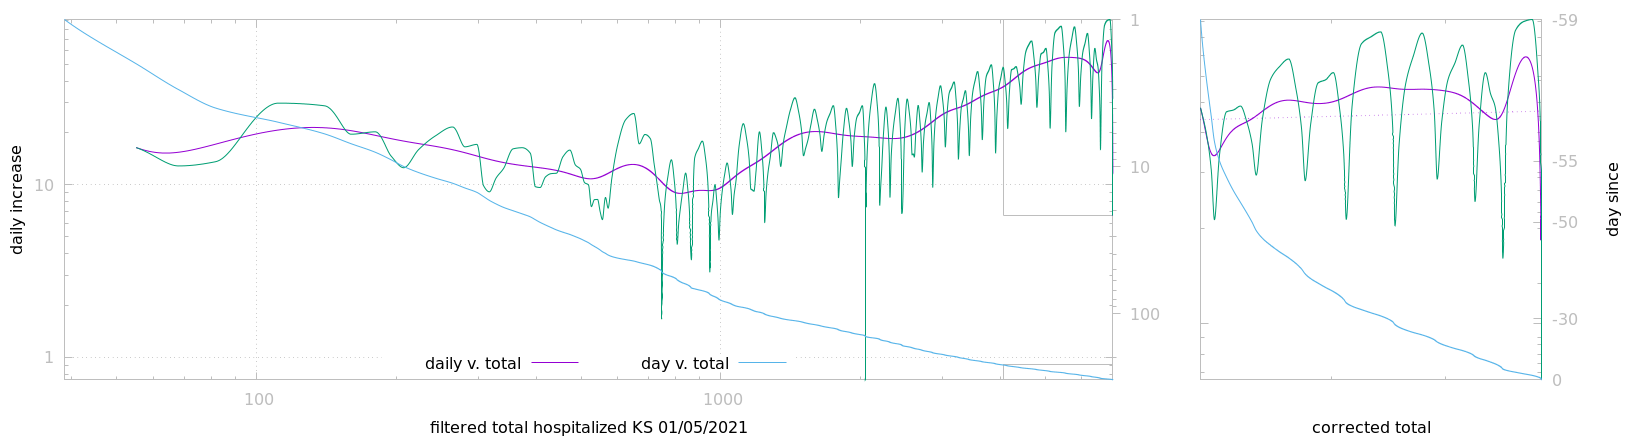 daily increase
10
1
daily v. total
day v. total
100
1000
filtered total hospitalized KS 01/05/2021
1
10
100
-59
-55
-50
-30
0
day since
corrected total